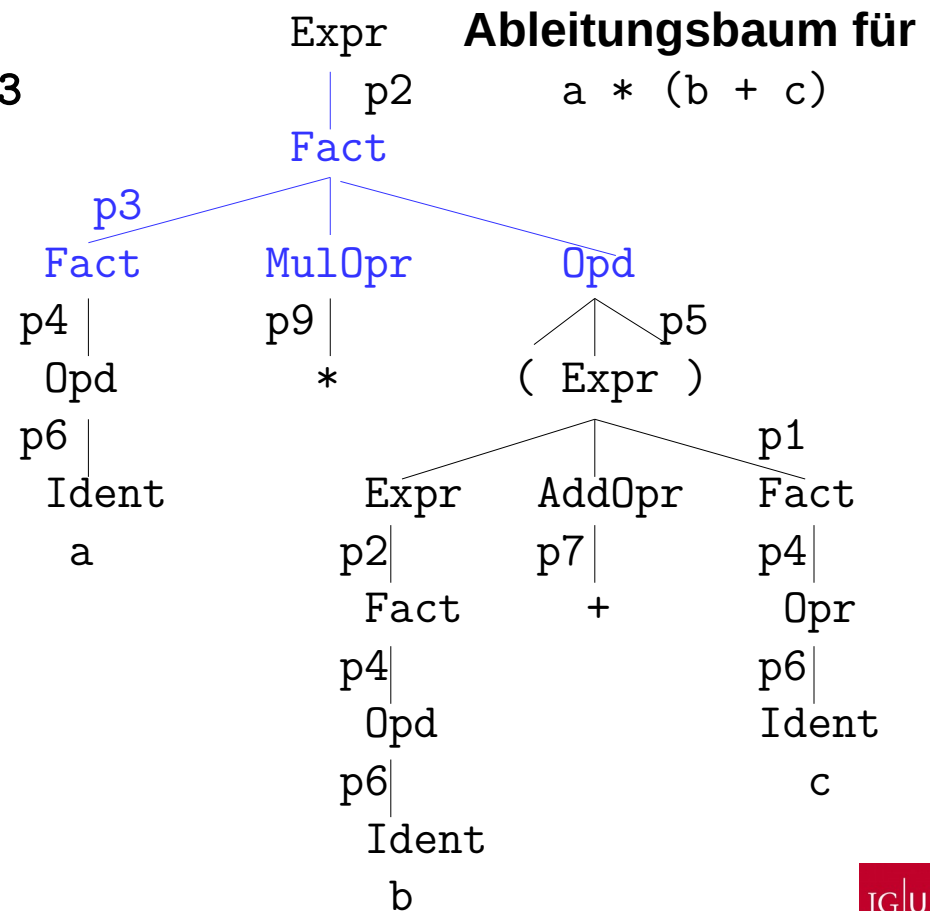 Expr Ableitungsbaum für
3 p2 a * (b + c)
Fact
p3
Fact MulOpr Opd
p4 p9 p5
Opd * ( Expr )
p6 p1
Ident Expr AddOpr Fact
a p2 p7 p4
Fact + Opr
p4 p6
Opd Ident
p6 c
Ident
b